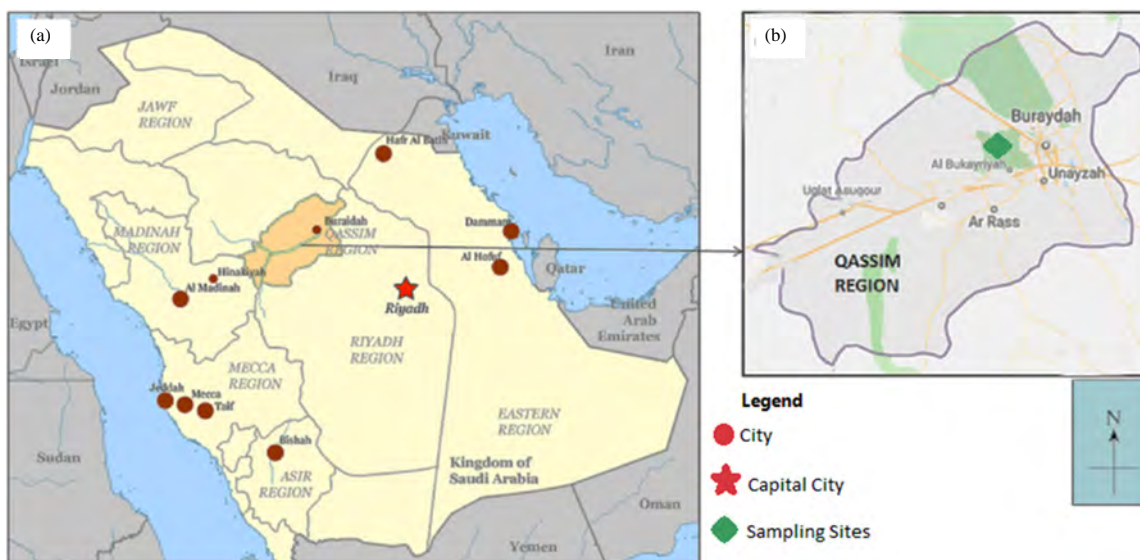 (a)
Israel
Jordan
Iraq
Iran
Kuwait
JAWF
REGION
Hafr Al Batin
Buraidah
QASSIM
REGION
Dammam
MADINAH
REGION
Al Hofuf
Hinakiyah
Al Madinah
Qatar
Riyadh
United
Arab
Emirates
Egypt
RIYADH
REGION
MECCA
REGION
Jeddah
Mecca
Taif
EASTERN
REGION
Bishah
Sudan
ASIR
REGION
Kingdom of
Saudi Arabia
Oman
Yemen
(b)
Buraydah
Al Bukayriyah
Unayzah
Uglat Asuqour
Ar Rass
QASSIM
REGION
Legend
City
Capital City
Sampling Sites
N